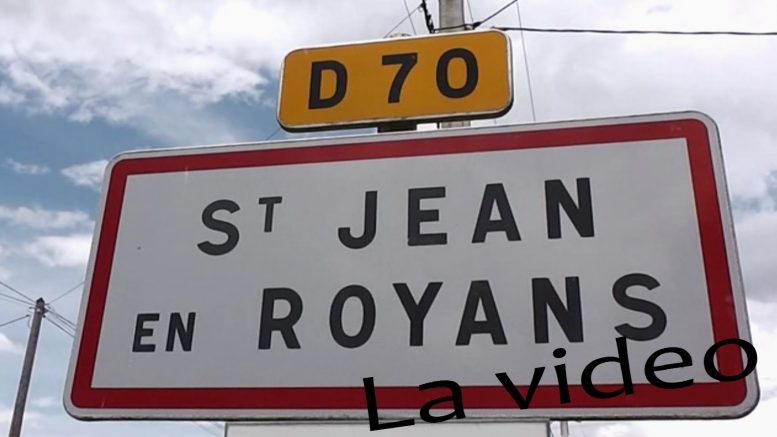 D 70
ST JEAN
EN ROYANS
La video